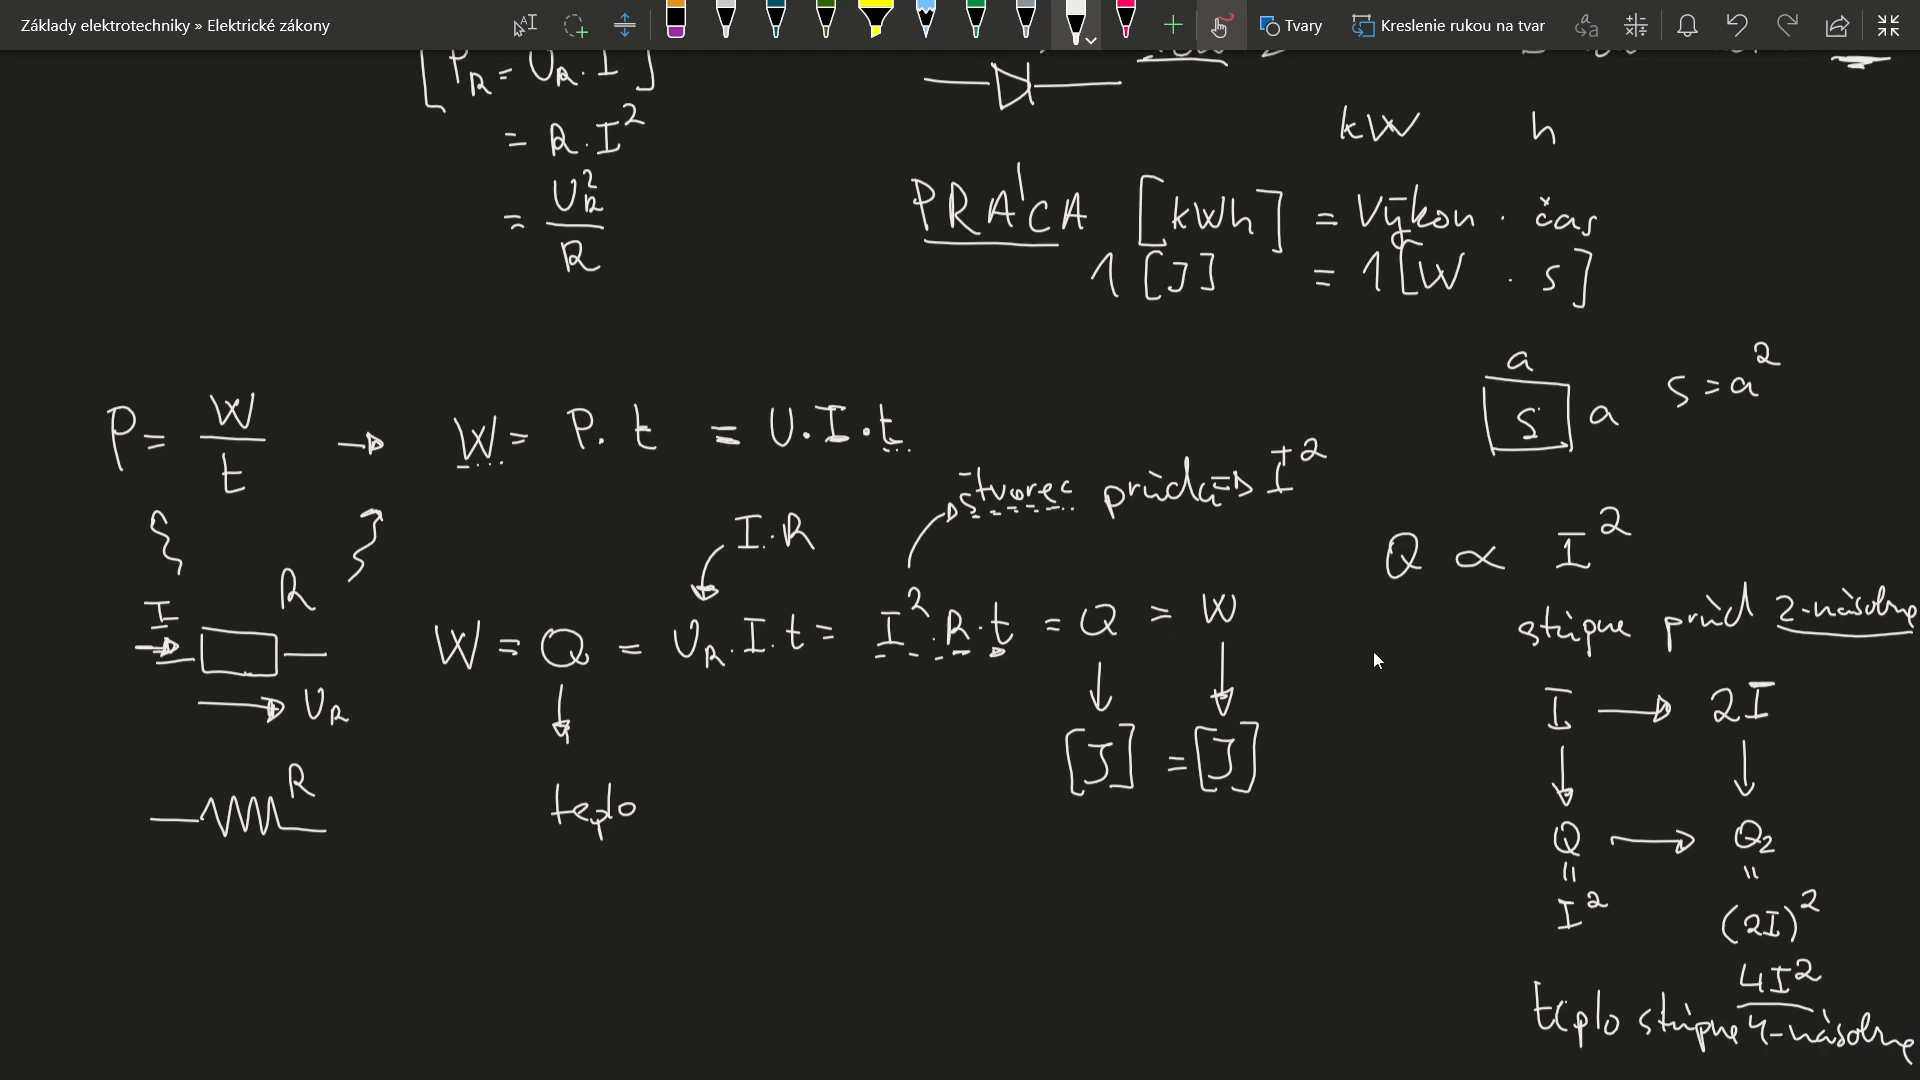 Základy elektrotechniky » Elektrické zákony
Tvary
Kreslenie rukou na tvar
[P_R = U_R . I]
= R . I²
= U_R² / R
kW h
PRÁCA [kWh] = Výkon . čas
1 [J] = 1 [W . s]
a
S a S = a²
P = W / t → W = P . t = U . I . t
štvorec prúdu => I²
I . R
Q ∝ I²
stúpne prúd 2-násobne
I R
W = Q = U_R . I . t = I² . R . t = Q = W
U_R
[J] = [J]
teplo
R
I → 2I
Q → Q₂
= =
I² (2I)²
4I²
teplo stúpne 4-násobne